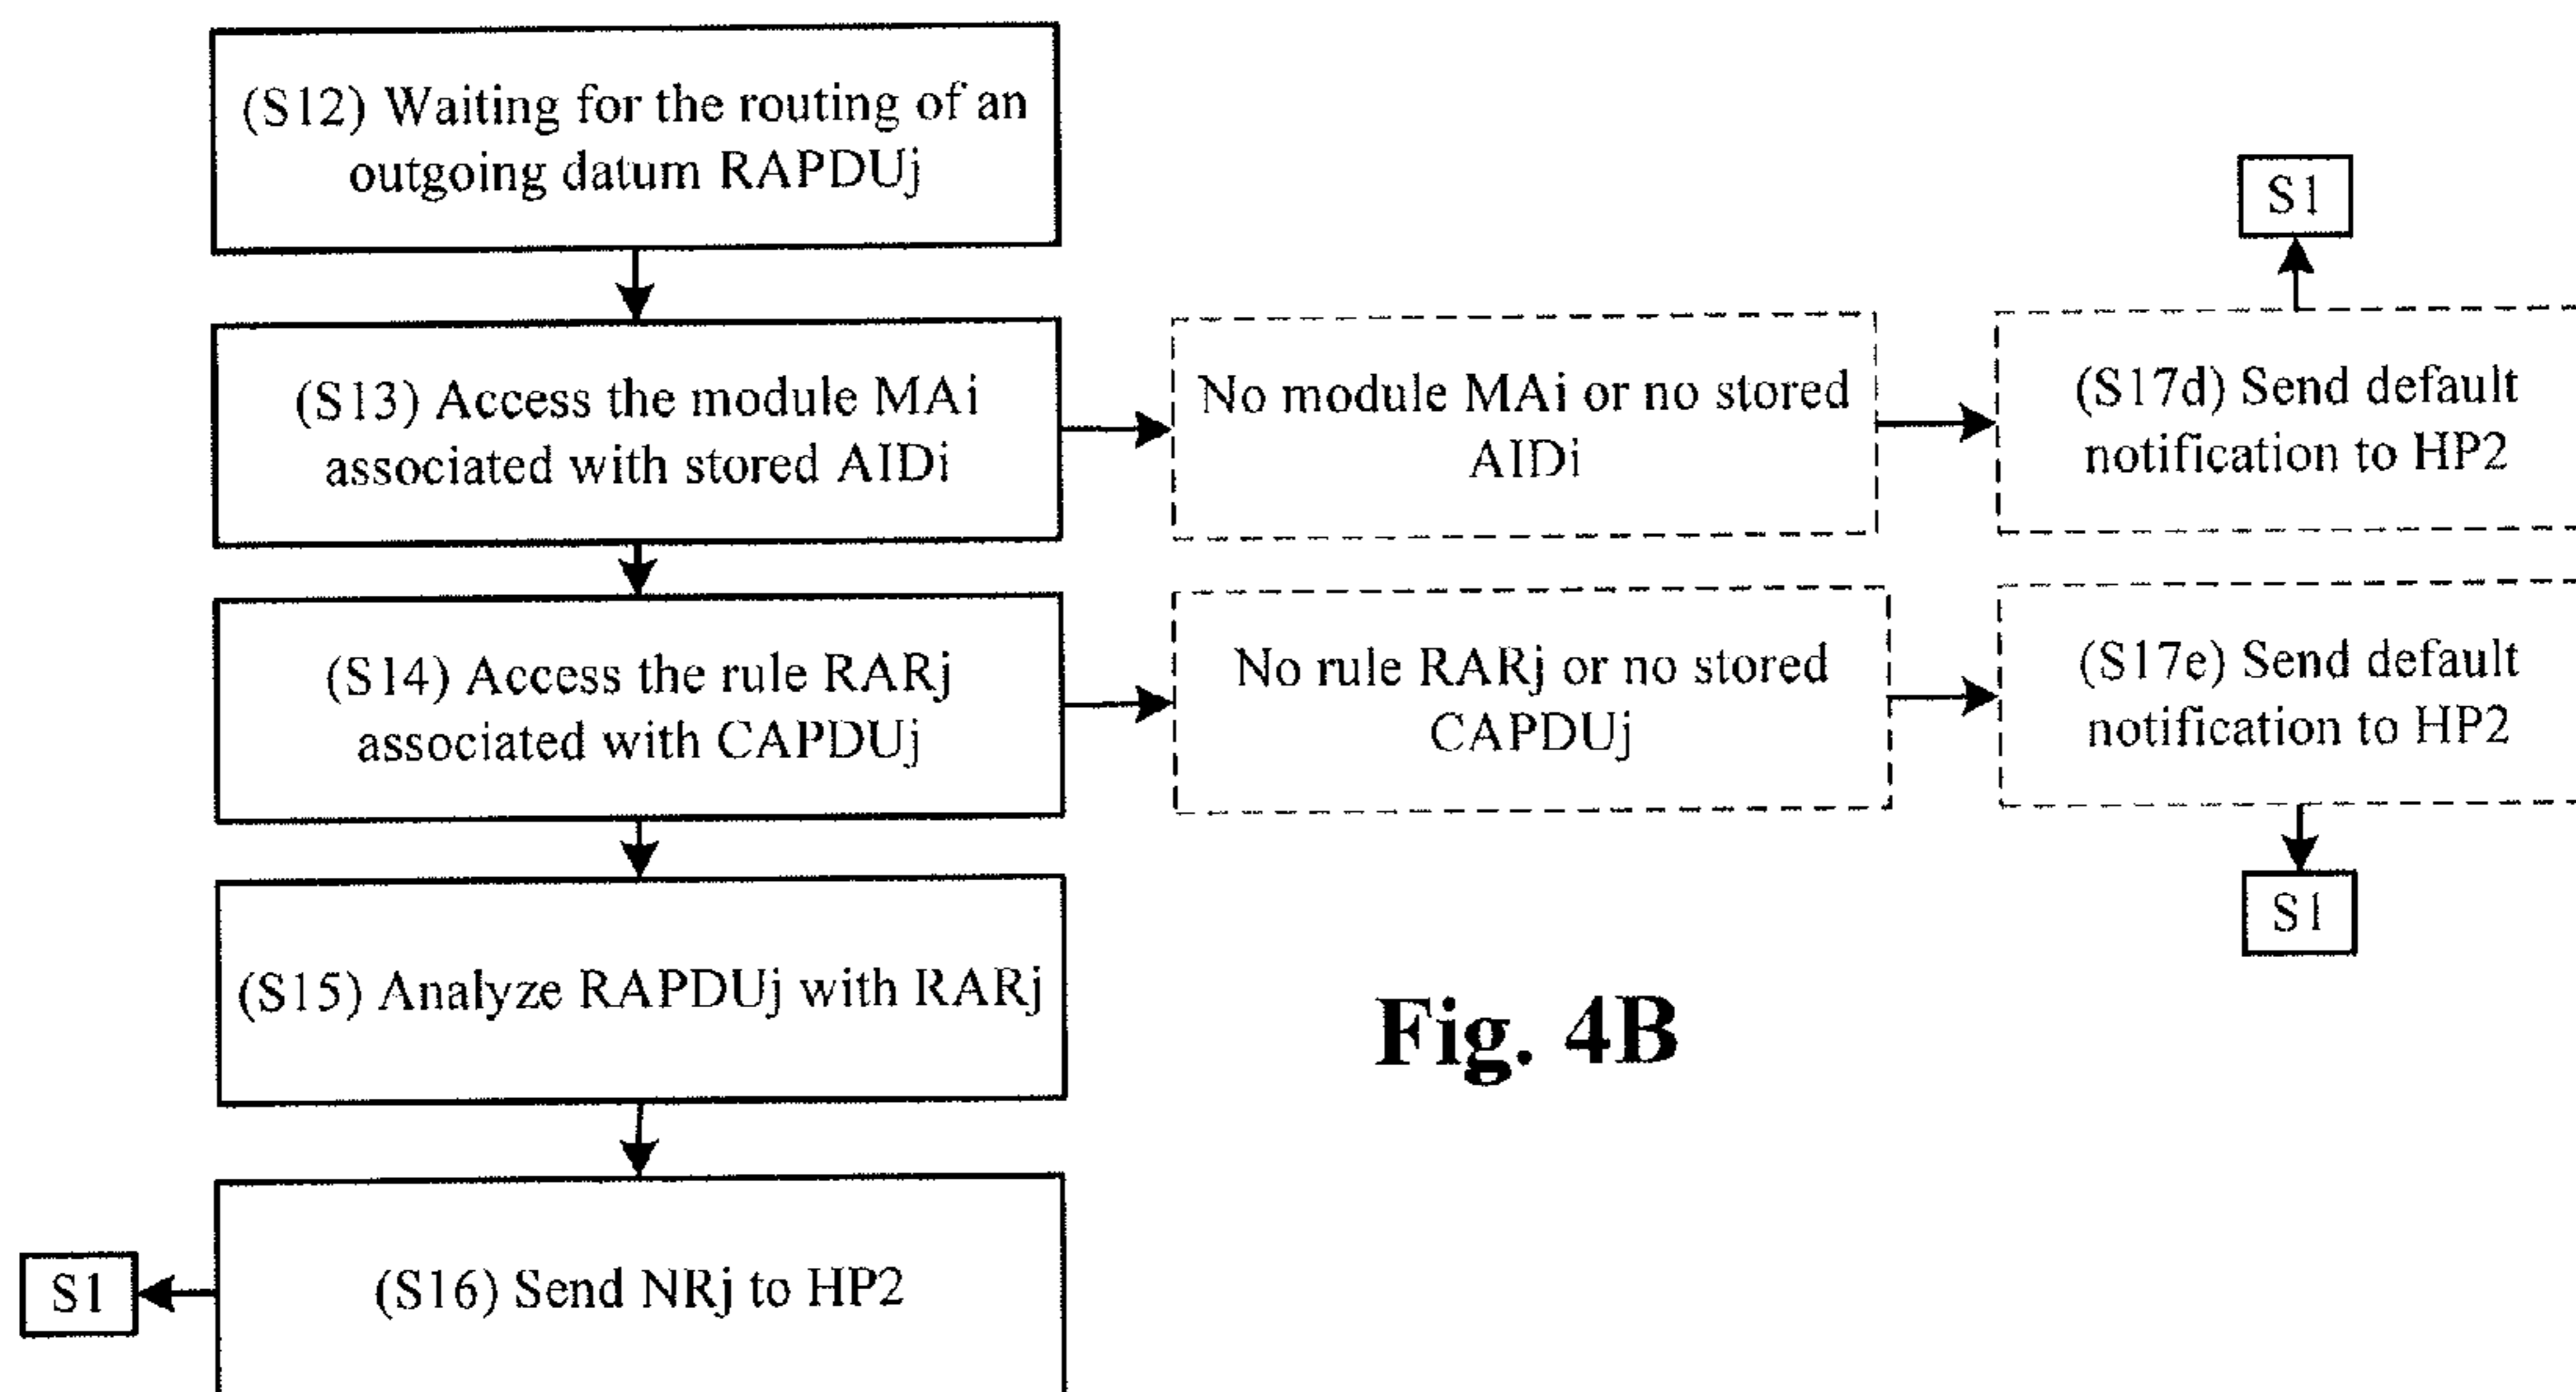 (S12) Waiting for the routing of an
outgoing datum RAPDUj
S1
(S13) Access the module MAi
associated with stored AIDi
No module MAi or no stored
AIDi
(S17d) Send default
notification to HP2
(S14) Access the rule RARj
associated with CAPDUj
No rule RARj or no stored
CAPDUj
(S17e) Send default
notification to HP2
S1
(S15) Analyze RAPDUj with RARj
Fig. 4B
S1
(S16) Send NRj to HP2